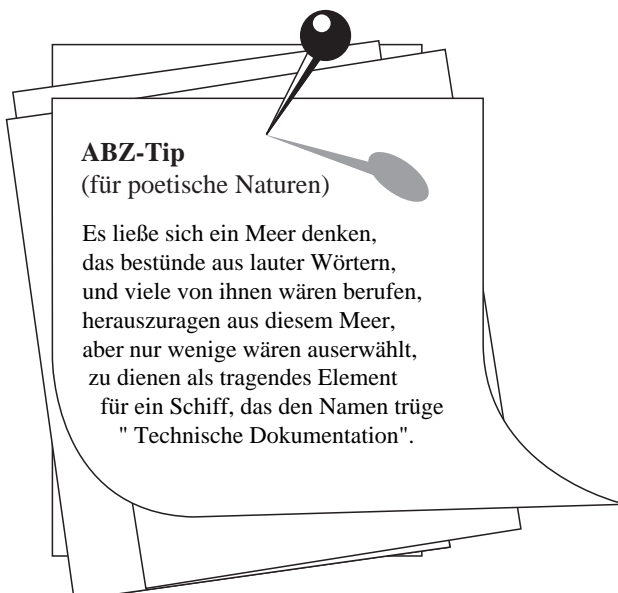 ABZ-Tip
(für poetische Naturen)
Es ließe sich ein Meer denken,
das bestünde aus lauter Wörtern,
und viele von ihnen wären berufen,
herauszuragen aus diesem Meer,
aber nur wenige wären auserwählt,
zu dienen als tragendes Element
für ein Schiff, das den Namen trüge
" Technische Dokumentation".